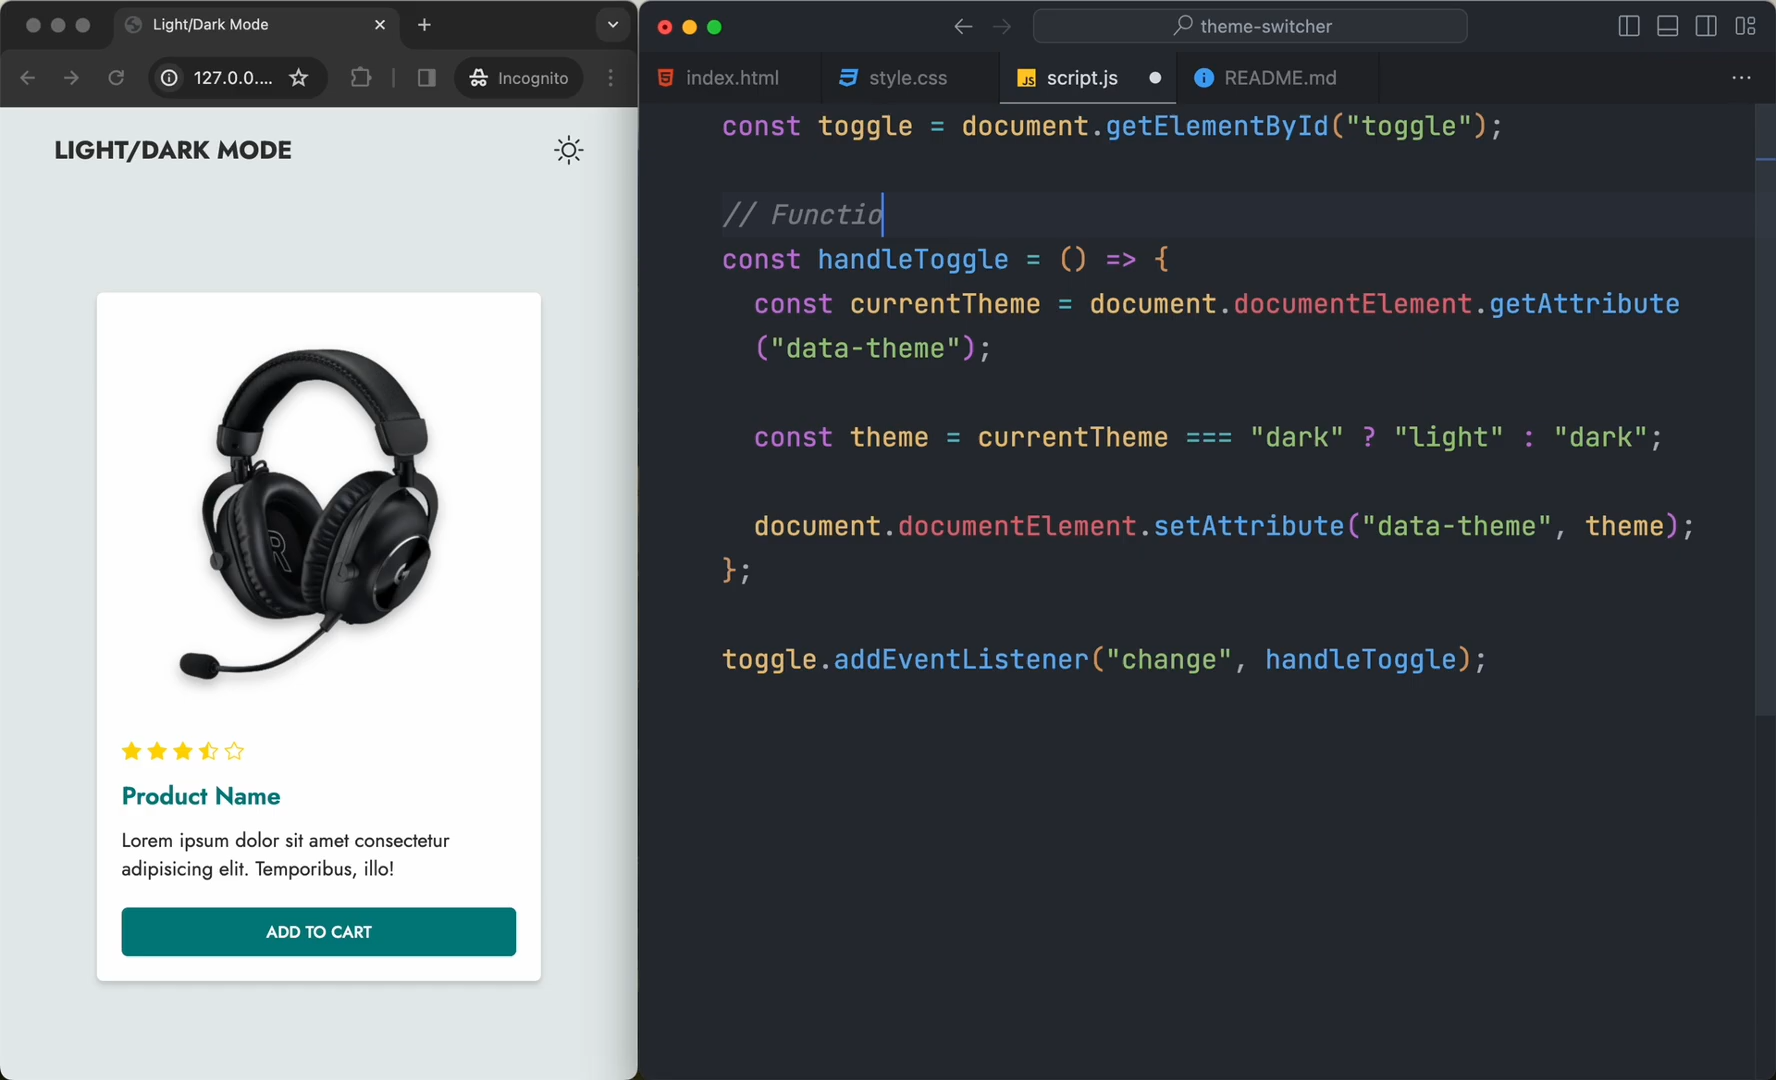 Light/Dark Mode
127.0.0....
Incognito
LIGHT/DARK MODE
Product Name
Lorem ipsum dolor sit amet consectetur
adipisicing elit. Temporibus, illo!
ADD TO CART
theme-switcher
index.html
style.css
JS script.js
README.md
const toggle = document.getElementById("toggle");
// Functio
const handleToggle = () => {
const currentTheme = document.documentElement.getAttribute
("data-theme");
const theme = currentTheme === "dark" ? "light" : "dark";
document.documentElement.setAttribute("data-theme", theme);
};
toggle.addEventListener("change", handleToggle);